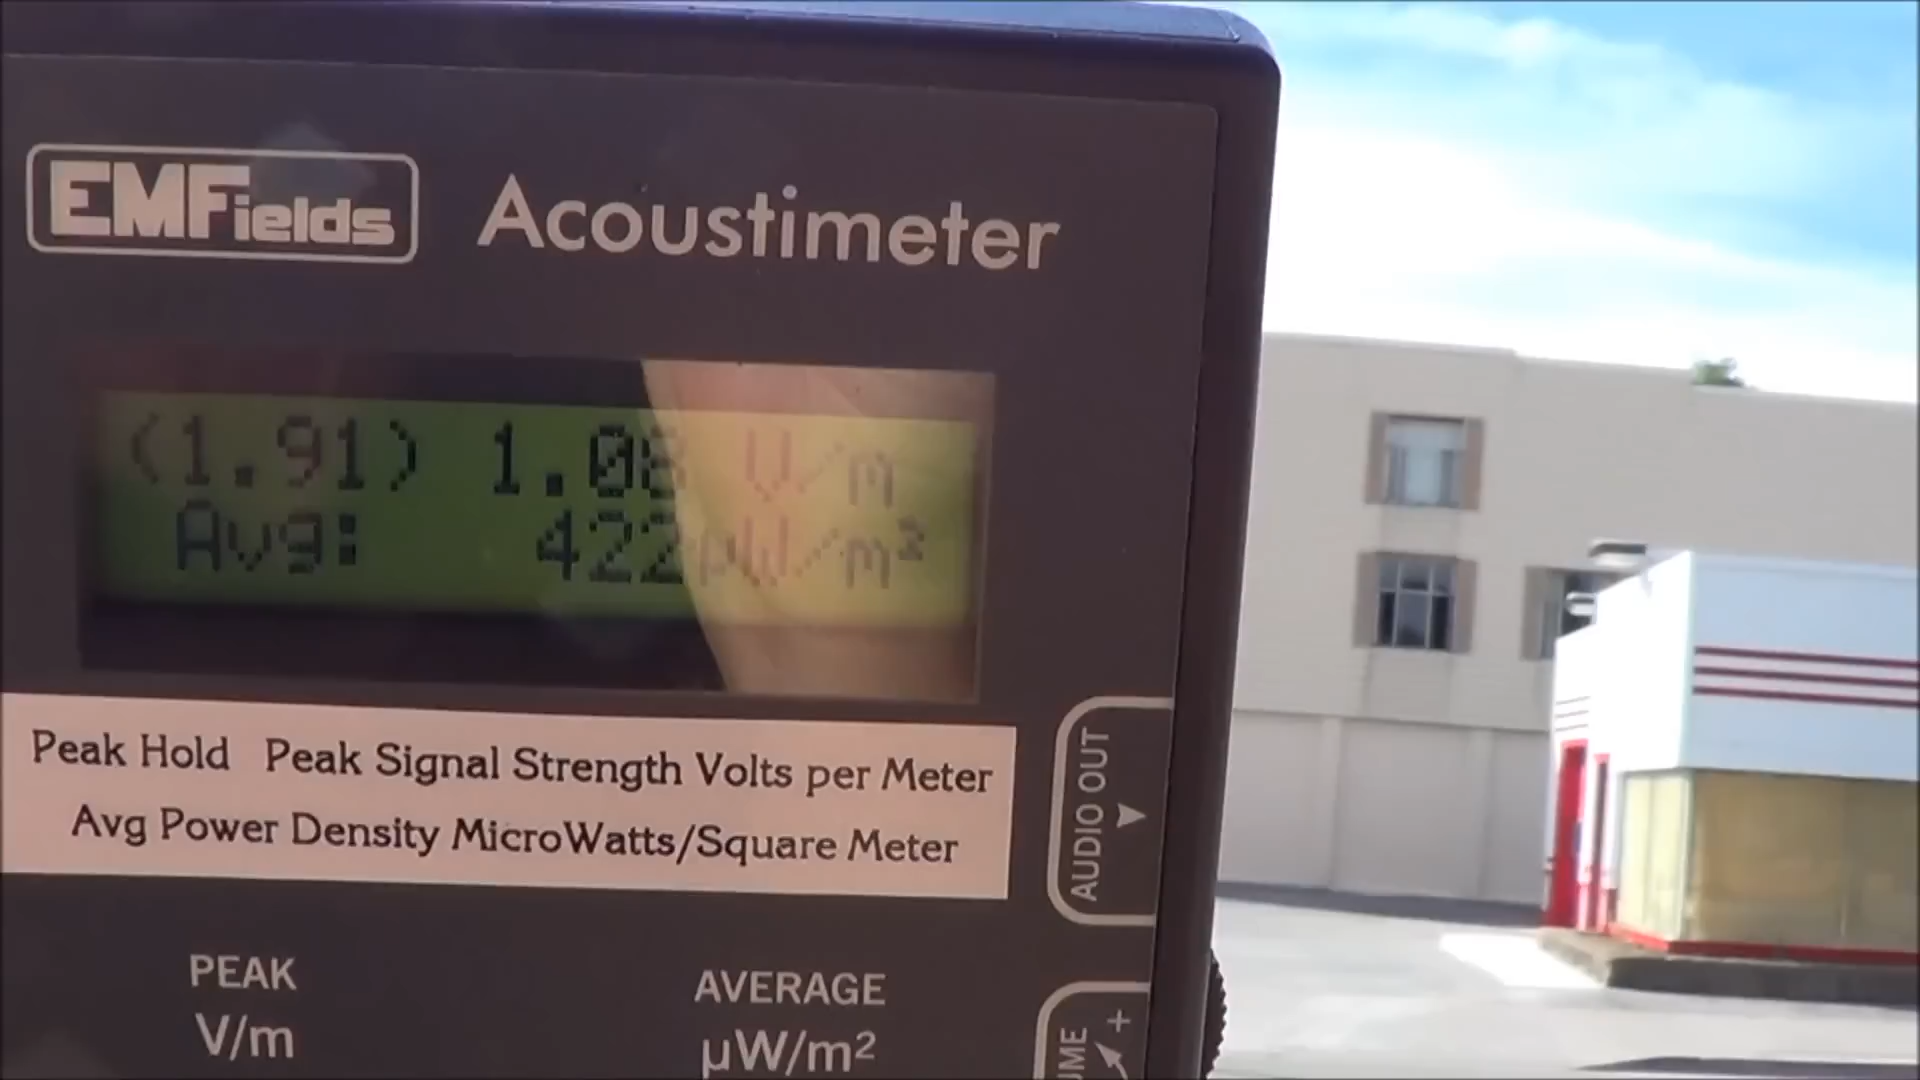 EMFields Acoustimeter
(1.91) 1.08 V/m
Avg: 422µW/m²
Peak Hold Peak Signal Strength Volts per Meter
Avg Power Density MicroWatts/Square Meter
AUDIO OUT
PEAK
V/m
AVERAGE
µW/m²
+